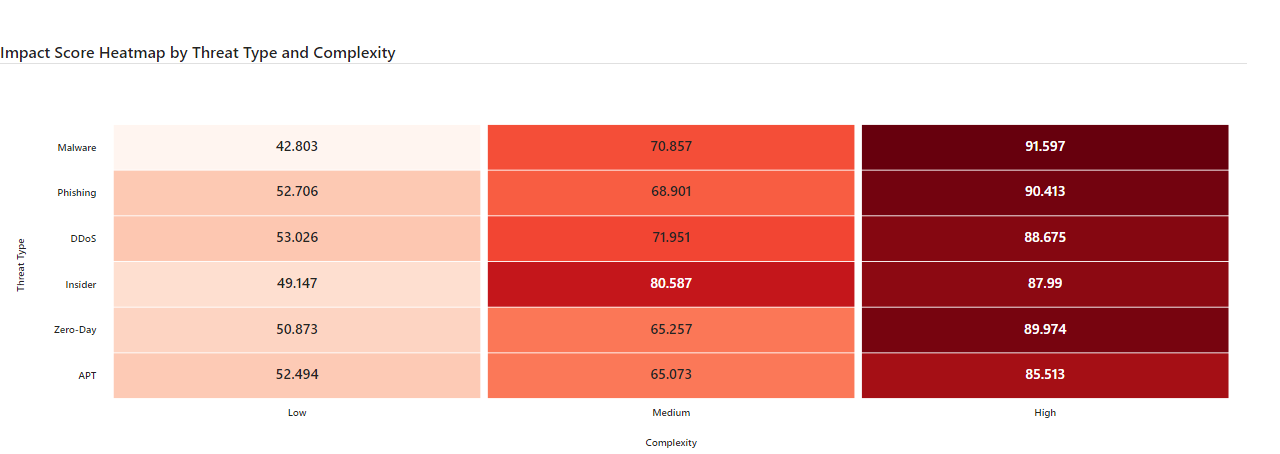 Impact Score Heatmap by Threat Type and Complexity
Threat Type
Malware 42.803 70.857 91.597
Phishing 52.706 68.901 90.413
DDoS 53.026 71.951 88.675
Insider 49.147 80.587 87.99
Zero-Day 50.873 65.257 89.974
APT 52.494 65.073 85.513
Low Medium High
Complexity